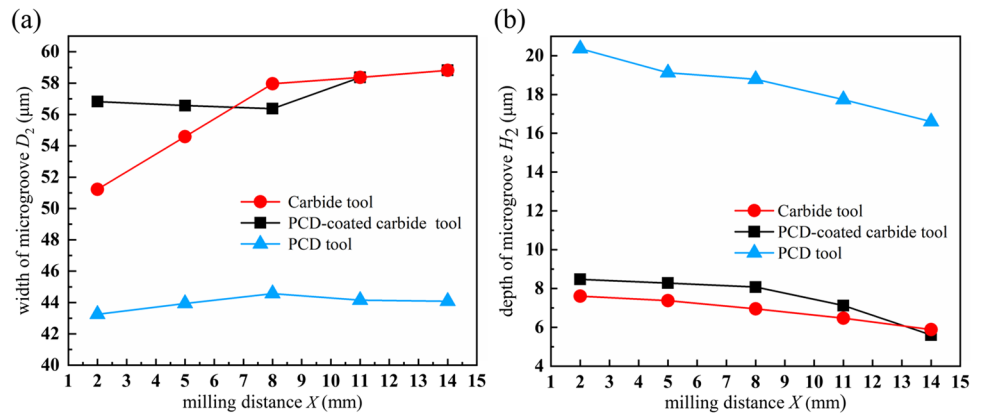 (a)
60
58
56
54
52
50
48
46
44
43
40
width of microgroove D₂ (μm)
Carbide tool
PCD-coated carbide tool
PCD tool
1 2 3 4 5 6 7 8 9 10 11 12 13 14 15
milling distance X (mm)
(b)
20
18
16
14
12
10
8
6
4
depth of microgroove H₂ (μm)
Carbide tool
PCD-coated carbide tool
PCD tool
1 2 3 4 5 6 7 8 9 10 11 12 13 14 15
milling distance X (mm)